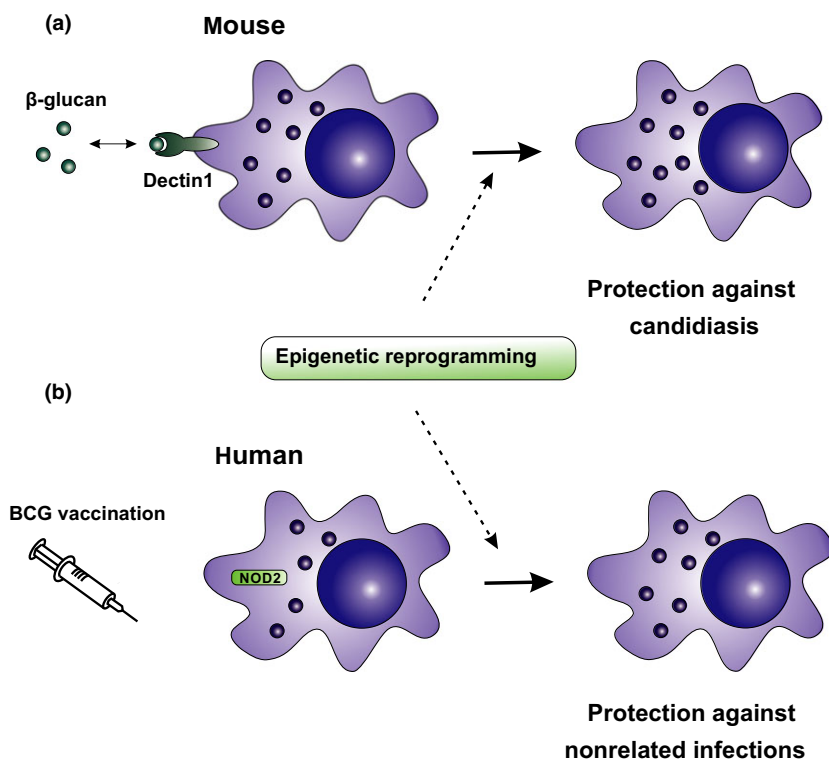 (a)
Mouse
β-glucan
Dectin1
Protection against
candidiasis
Epigenetic reprogramming
(b)
Human
BCG vaccination
NOD2
Protection against
nonrelated infections